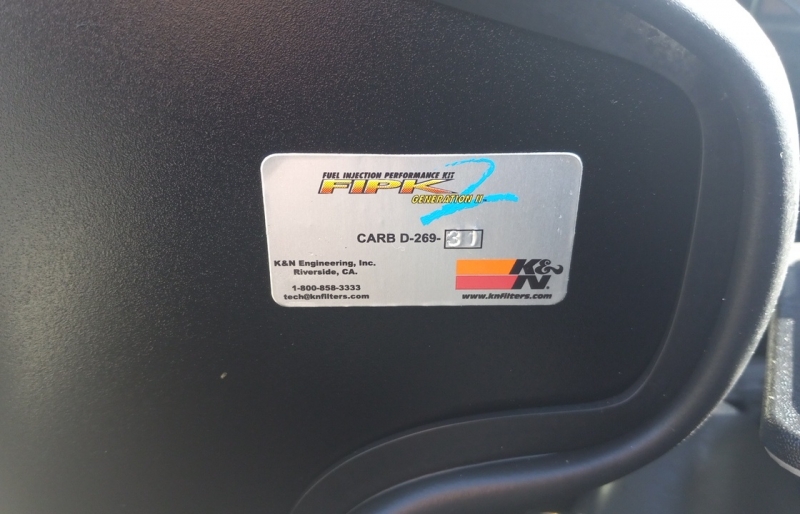 FUEL INJECTION PERFORMANCE KIT
FIPK 2
GENERATION II™
CARB D-269-31
K&N Engineering, Inc.
Riverside, CA.
1-800-858-3333
tech@knfilters.com
K&N®
www.knfilters.com